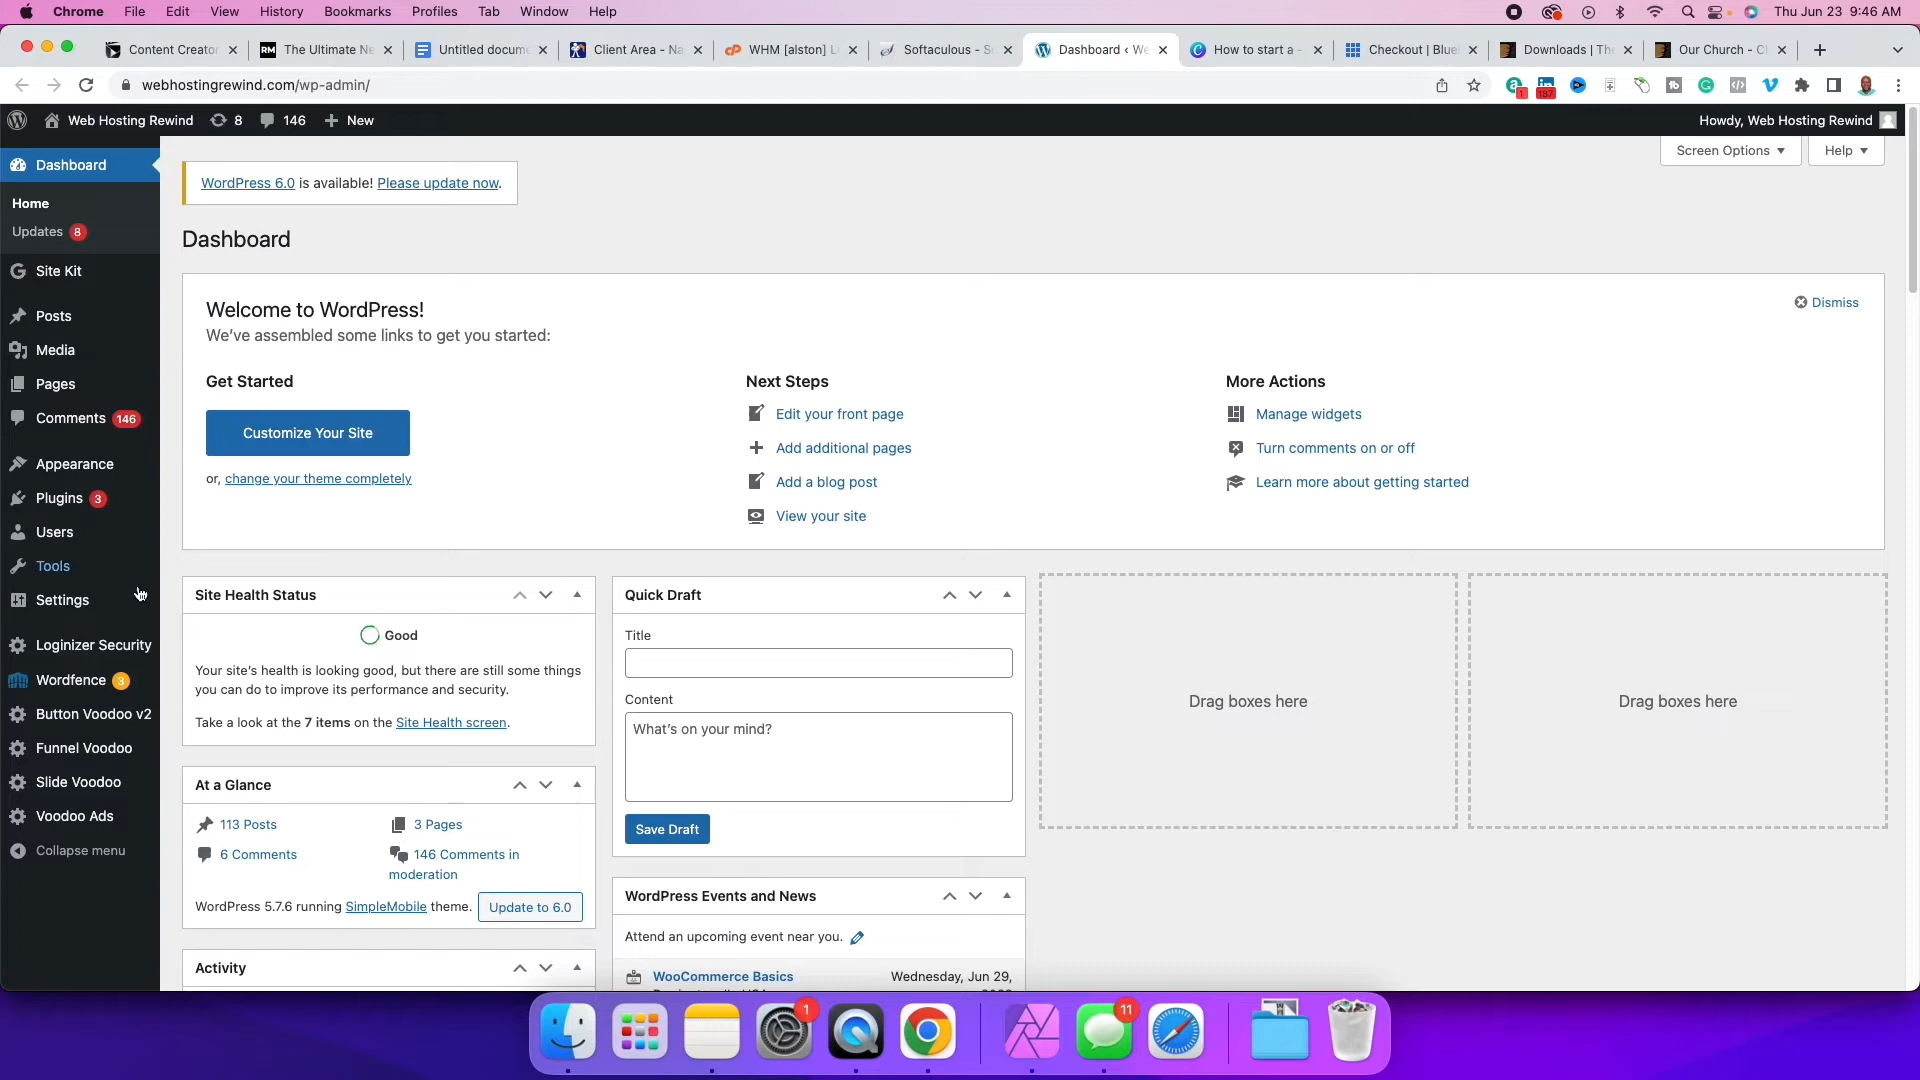 Chrome File Edit View History Bookmarks Profiles Tab Window Help Thu Jun 23 9:46 AM
Content Creator The Ultimate Ne Untitled docume Client Area - Na WHM [alston] Li Softaculous - S Dashboard ‹ We How to start a - Checkout | Blue Downloads | The Our Church - C
webhostingrewind.com/wp-admin/ 1 187
Web Hosting Rewind 8 146 New Howdy, Web Hosting Rewind
Screen Options Help
Dashboard
Home
Updates 8
Site Kit
Posts
Media
Pages
Comments 146
Appearance
Plugins 3
Users
Tools
Settings
Loginizer Security
Wordfence 3
Button Voodoo v2
Funnel Voodoo
Slide Voodoo
Voodoo Ads
Collapse menu
WordPress 6.0 is available! Please update now.
Dashboard
Welcome to WordPress!
We've assembled some links to get you started:
Dismiss
Get Started
Customize Your Site
or, change your theme completely
Next Steps
Edit your front page
Add additional pages
Add a blog post
View your site
More Actions
Manage widgets
Turn comments on or off
Learn more about getting started
Site Health Status
Good
Your site's health is looking good, but there are still some things
you can do to improve its performance and security.
Take a look at the 7 items on the Site Health screen.
At a Glance
113 Posts 3 Pages
6 Comments 146 Comments in
moderation
WordPress 5.7.6 running SimpleMobile theme. Update to 6.0
Activity
Quick Draft
Title
Content
What's on your mind?
Save Draft
WordPress Events and News
Attend an upcoming event near you.
WooCommerce Basics Wednesday, Jun 29,
Drag boxes here
Drag boxes here
1 11